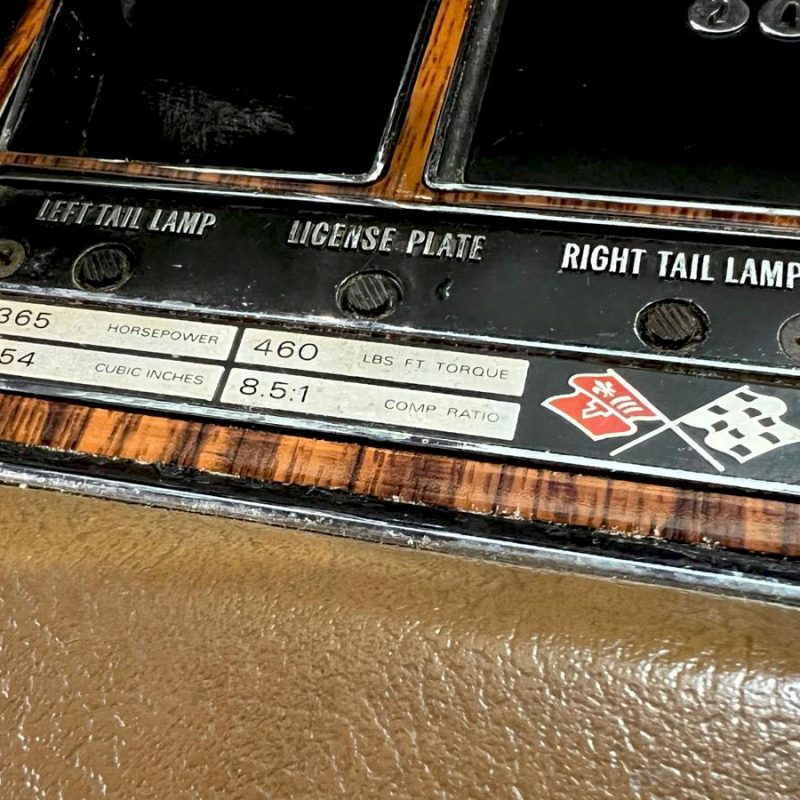 LEFT TAIL LAMP
LICENSE PLATE
RIGHT TAIL LAMP
365 HORSEPOWER
460 LBS FT TORQUE
54 CUBIC INCHES
8.5:1 COMP RATIO